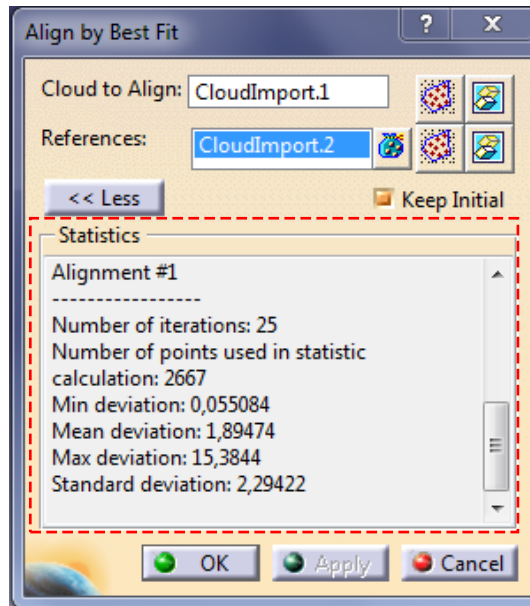 Align by Best Fit
? X
Cloud to Align: CloudImport.1
References: CloudImport.2
<< Less Keep Initial
Statistics
Alignment #1
-----------------
Number of iterations: 25
Number of points used in statistic
calculation: 2667
Min deviation: 0,055084
Mean deviation: 1,89474
Max deviation: 15,3844
Standard deviation: 2,29422
OK Apply Cancel